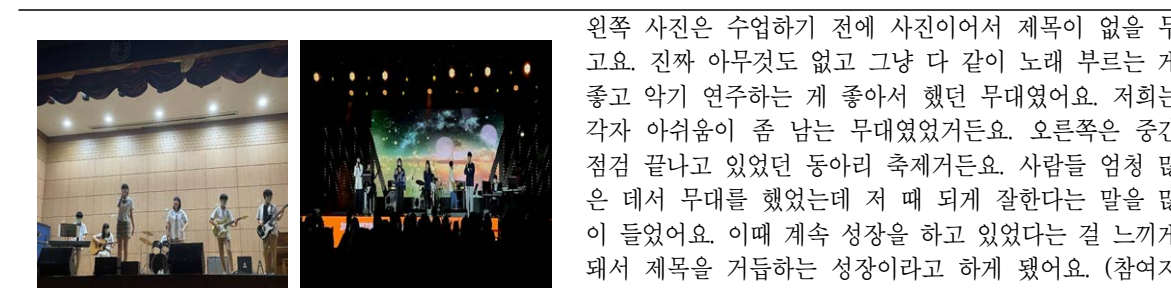 왼쪽 사진은 수업하기 전에 사진이어서 제목이 없을
고요. 진짜 아무것도 없고 그냥 다 같이 노래 부르는
좋고 악기 연주하는 게 좋아서 했던 무대였어요. 저희는
각자 아쉬움이 좀 남는 무대였었거든요. 오른쪽은
점검 끝나고 있었던 동아리 축제거든요. 사람들 엄청
은 데서 무대를 했었는데 저 때 되게 잘한다는 말을
이 들었어요. 이때 계속 성장을 하고 있었다는 걸
돼서 제목을 거듭하는 성장이라고 하게 됐어요.